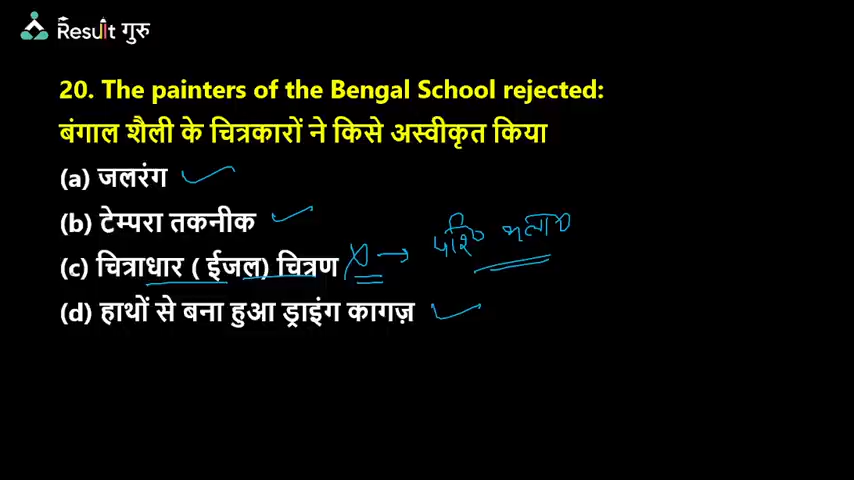 Result गुरु
20. The painters of the Bengal School rejected:
बंगाल शैली के चित्रकारों ने किसे अस्वीकृत किया
(a) जलरंग
(b) टेम्परा तकनीक
(c) चित्राधार ( ईजल) चित्रण
(d) हाथों से बना हुआ ड्राइंग कागज़